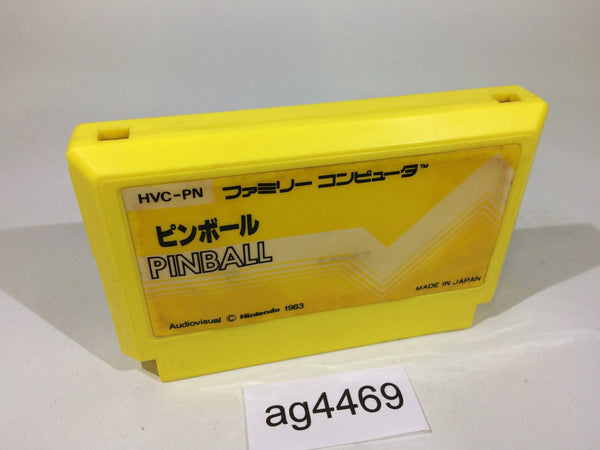 HVC-PN ファミリー コンピュータ™
ピンボール
PINBALL
MADE IN JAPAN
Audiovisual © Nintendo 1983
ag4469